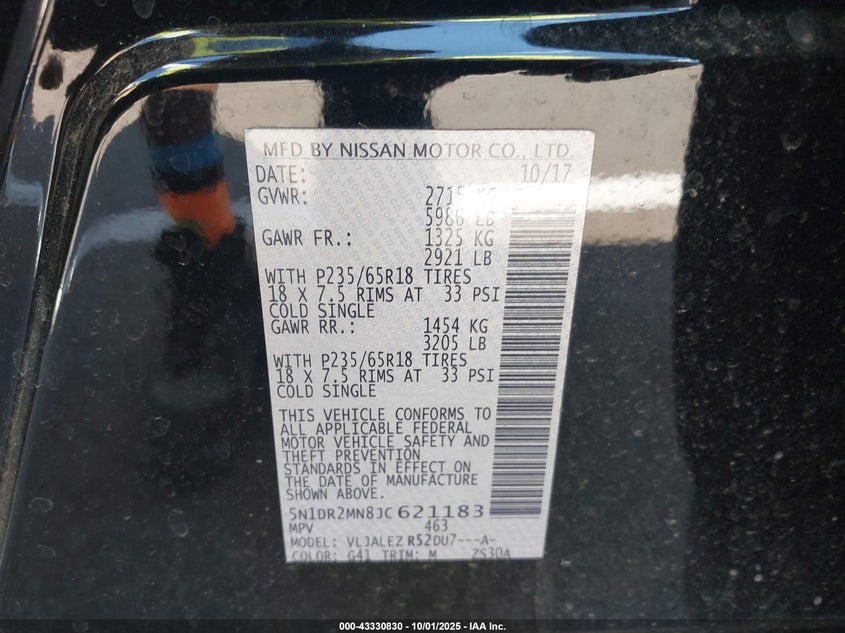 MFD BY NISSAN MOTOR CO., LTD.
DATE: 10/17
GVWR: 2715 KG
5986 LB
GAWR FR.: 1325 KG
2921 LB
WITH P235/65R18 TIRES
18 X 7.5 RIMS AT 33 PSI
COLD SINGLE
GAWR RR.: 1454 KG
3205 LB
WITH P235/65R18 TIRES
18 X 7.5 RIMS AT 33 PSI
COLD SINGLE
THIS VEHICLE CONFORMS TO
ALL APPLICABLE FEDERAL
MOTOR VEHICLE SAFETY AND
THEFT PREVENTION
STANDARDS IN EFFECT ON
THE DATE OF MANUFACTURE
SHOWN ABOVE.
5N1DR2MN8JC 621183
MPV 463
MODEL: VLJALEZ R52DU7---A-
COLOR: G41 TRIM: M ZS30A
000-43330830 - 10/01/2025 - IAA Inc.